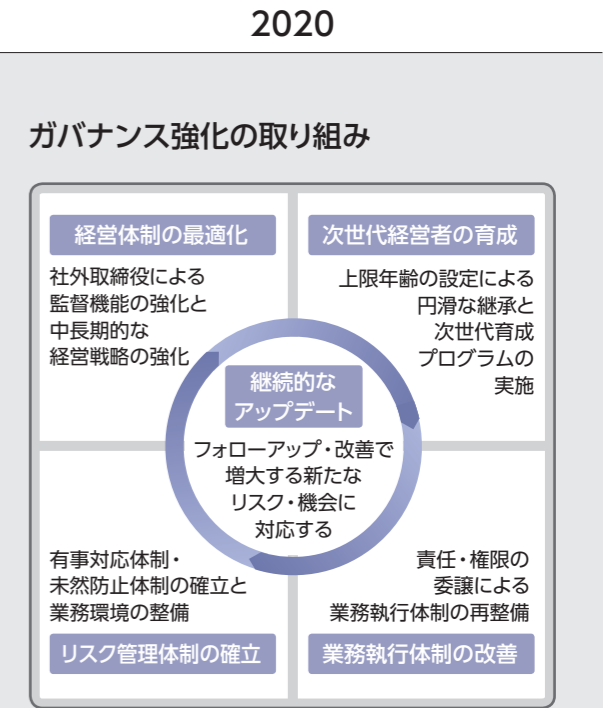 2020
ガバナンス強化の取り組み
経営体制の最適化
社外取締役による
監督機能の強化と
中長期的な
経営戦略の強化
次世代経営者の育成
上限年齢の設定による
円滑な継承と
次世代育成
プログラムの
実施
継続的な
アップデート
フォローアップ・改善で
増大する新たな
リスク・機会に
対応する
有事対応体制・
未然防止体制の確立と
業務環境の整備
リスク管理体制の確立
責任・権限の
委譲による
業務執行体制の再整備
業務執行体制の改善